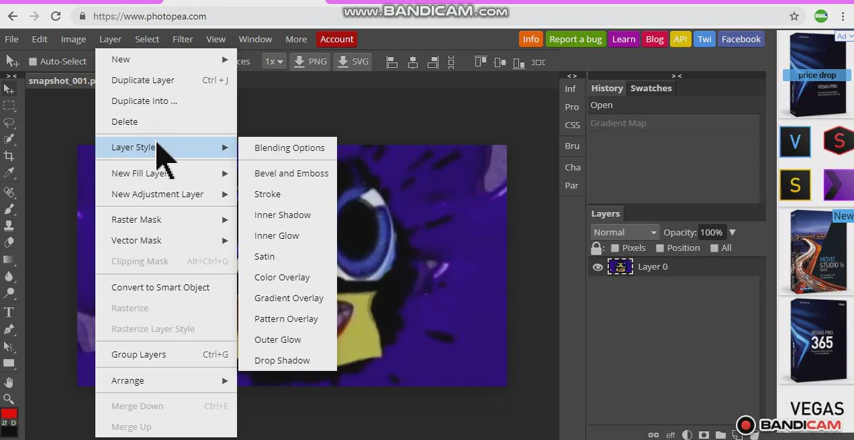 https://www.photopea.com
www.BANDICAM.com
File Edit Image Layer Select Filter View Window More Account
Info Report a bug Learn Blog API Twi Facebook
Auto-Select
1x PNG SVG
snapshot_001.p
New
Duplicate Layer Ctrl + J
Duplicate Into ...
Delete
Layer Style
New Fill Layer
New Adjustment Layer
Raster Mask
Vector Mask
Clipping Mask Alt+Ctrl+G
Convert to Smart Object
Rasterize
Rasterize Layer Style
Group Layers Ctrl+G
Arrange
Merge Down Ctrl+E
Merge Up
Blending Options
Bevel and Emboss
Stroke
Inner Shadow
Inner Glow
Satin
Color Overlay
Gradient Overlay
Pattern Overlay
Outer Glow
Drop Shadow
< >
> <
Inf
Pro
CSS
Bru
Cha
Par
History Swatches
Open
Gradient Map
Layers
Normal Opacity: 100%
Pixels Position All
Layer 0
eff
Ad
price drop
V S
S
New
MOVIE
STUDIO
VEGAS
PRO
365
VEGAS
BANDICAM